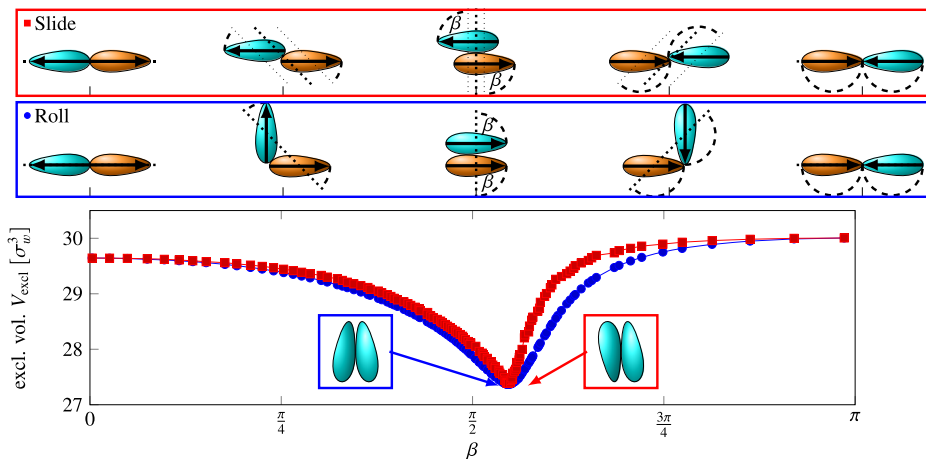 Slide
β
β
Roll
β
β
excl. vol. V_excl [σ_w^3]
30
29
28
27
0
π/4
π/2
3π/4
π
β